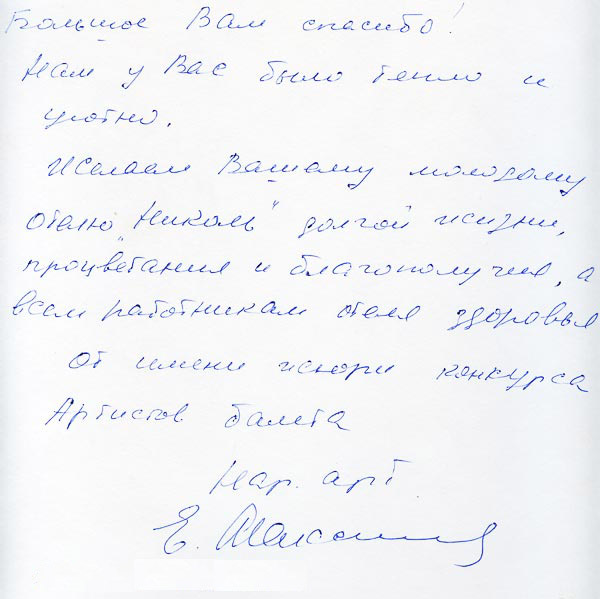 Большое Вам спасибо!
Нам у Вас было тепло и
уютно.
Желаем Вашему молодому
отелю „Николь" долгой жизни,
процветания и благополучия, а
всем работникам отеля здоровья
от имени жюри конкурса
Артистов балета
Нар. арт.
Е. Максимова